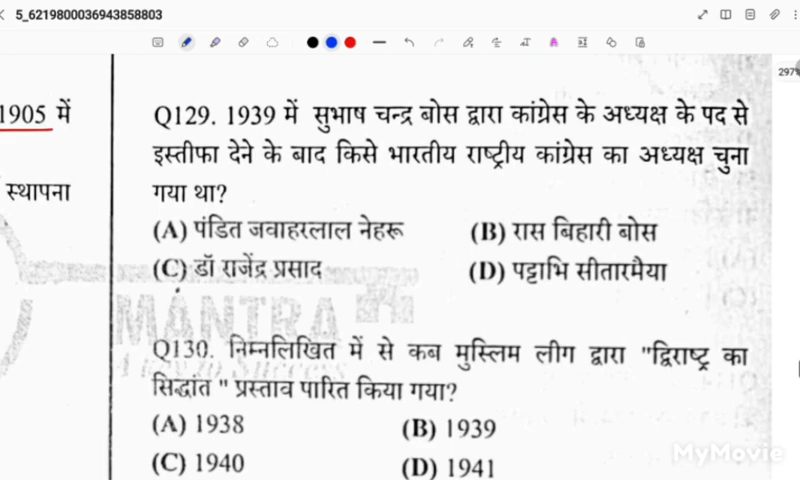 5_6219800036943858803
297%
1905 में
स्थापना
Q129. 1939 में सुभाष चन्द्र बोस द्वारा कांग्रेस के अध्यक्ष के पद से
इस्तीफा देने के बाद किसे भारतीय राष्ट्रीय कांग्रेस का अध्यक्ष चुना
गया था?
(A) पंडित जवाहरलाल नेहरू (B) रास बिहारी बोस
(C) डॉ राजेंद्र प्रसाद (D) पट्टाभि सीतारमैया
MANTRA
Q130. निम्नलिखित में से कब मुस्लिम लीग द्वारा "द्विराष्ट्र का
सिद्धांत " प्रस्ताव पारित किया गया?
(A) 1938 (B) 1939
(C) 1940 (D) 1941
MyMovie